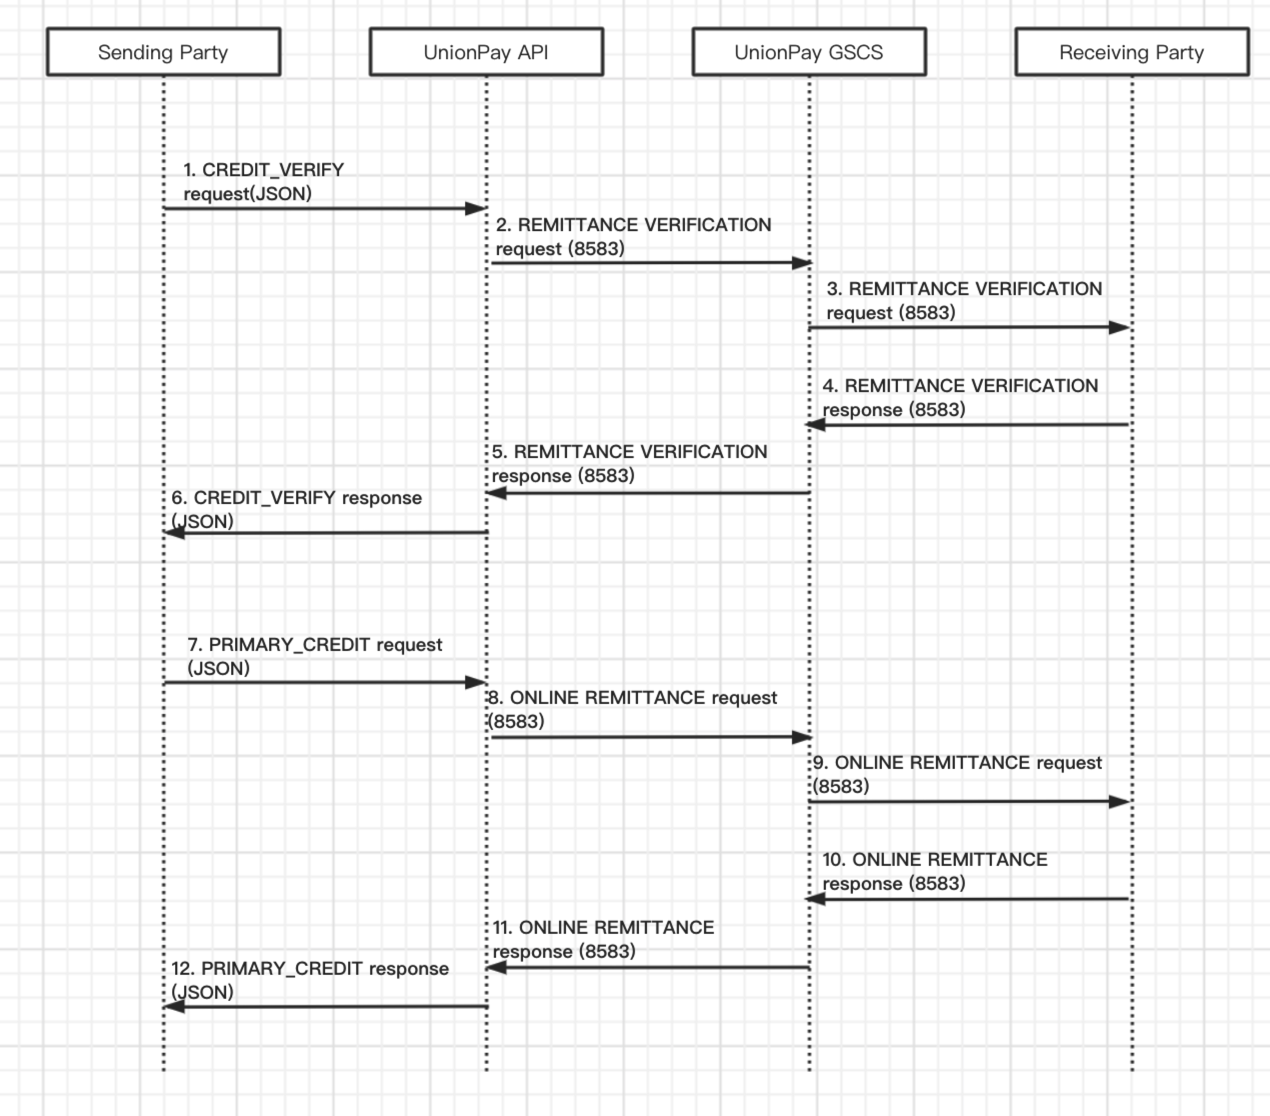 Sending Party
UnionPay API
UnionPay GSCS
Receiving Party
1. CREDIT_VERIFY
request(JSON)
2. REMITTANCE VERIFICATION
request (8583)
3. REMITTANCE VERIFICATION
request (8583)
4. REMITTANCE VERIFICATION
response (8583)
5. REMITTANCE VERIFICATION
response (8583)
6. CREDIT_VERIFY response
(JSON)
7. PRIMARY_CREDIT request
(JSON)
8. ONLINE REMITTANCE request
(8583)
9. ONLINE REMITTANCE request
(8583)
10. ONLINE REMITTANCE
response (8583)
11. ONLINE REMITTANCE
response (8583)
12. PRIMARY_CREDIT response
(JSON)